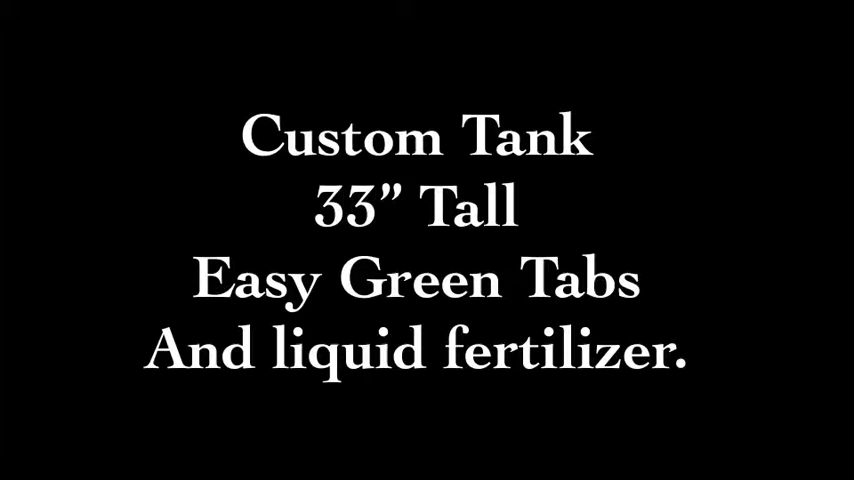 Custom Tank
33” Tall
Easy Green Tabs
And liquid fertilizer.